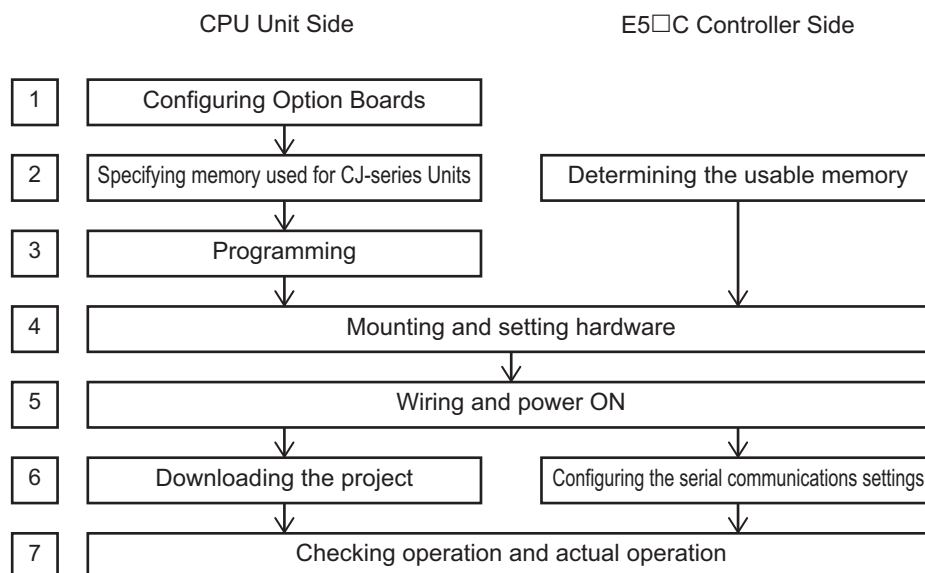 CPU Unit Side
E5□C Controller Side
1
Configuring Option Boards
2
Specifying memory used for CJ-series Units
Determining the usable memory
3
Programming
4
Mounting and setting hardware
5
Wiring and power ON
6
Downloading the project
Configuring the serial communications settings
7
Checking operation and actual operation